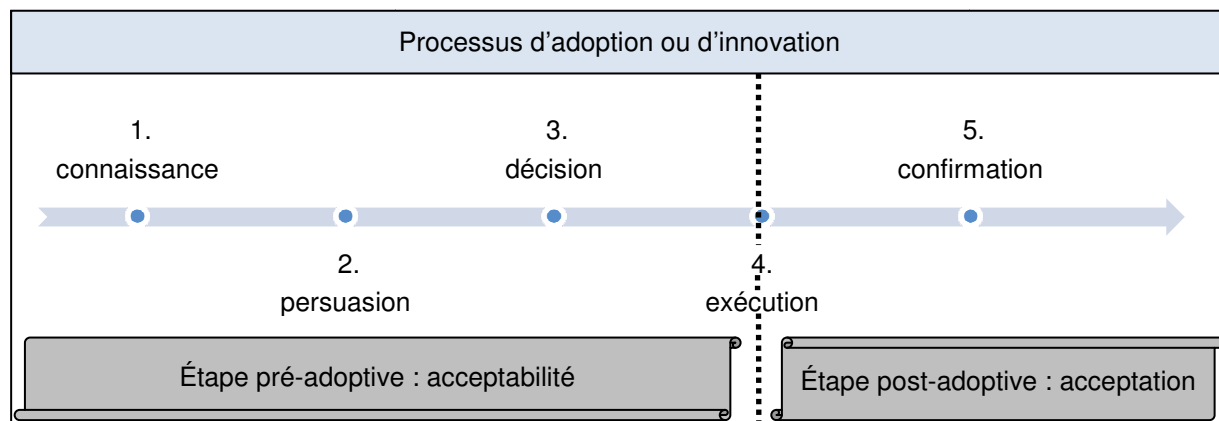 Processus d'adoption ou d'innovation
1.
connaissance
3.
décision
5.
confirmation
2.
persuasion
4.
exécution
Étape pré-adoptive : acceptabilité
Étape post-adoptive : acceptation